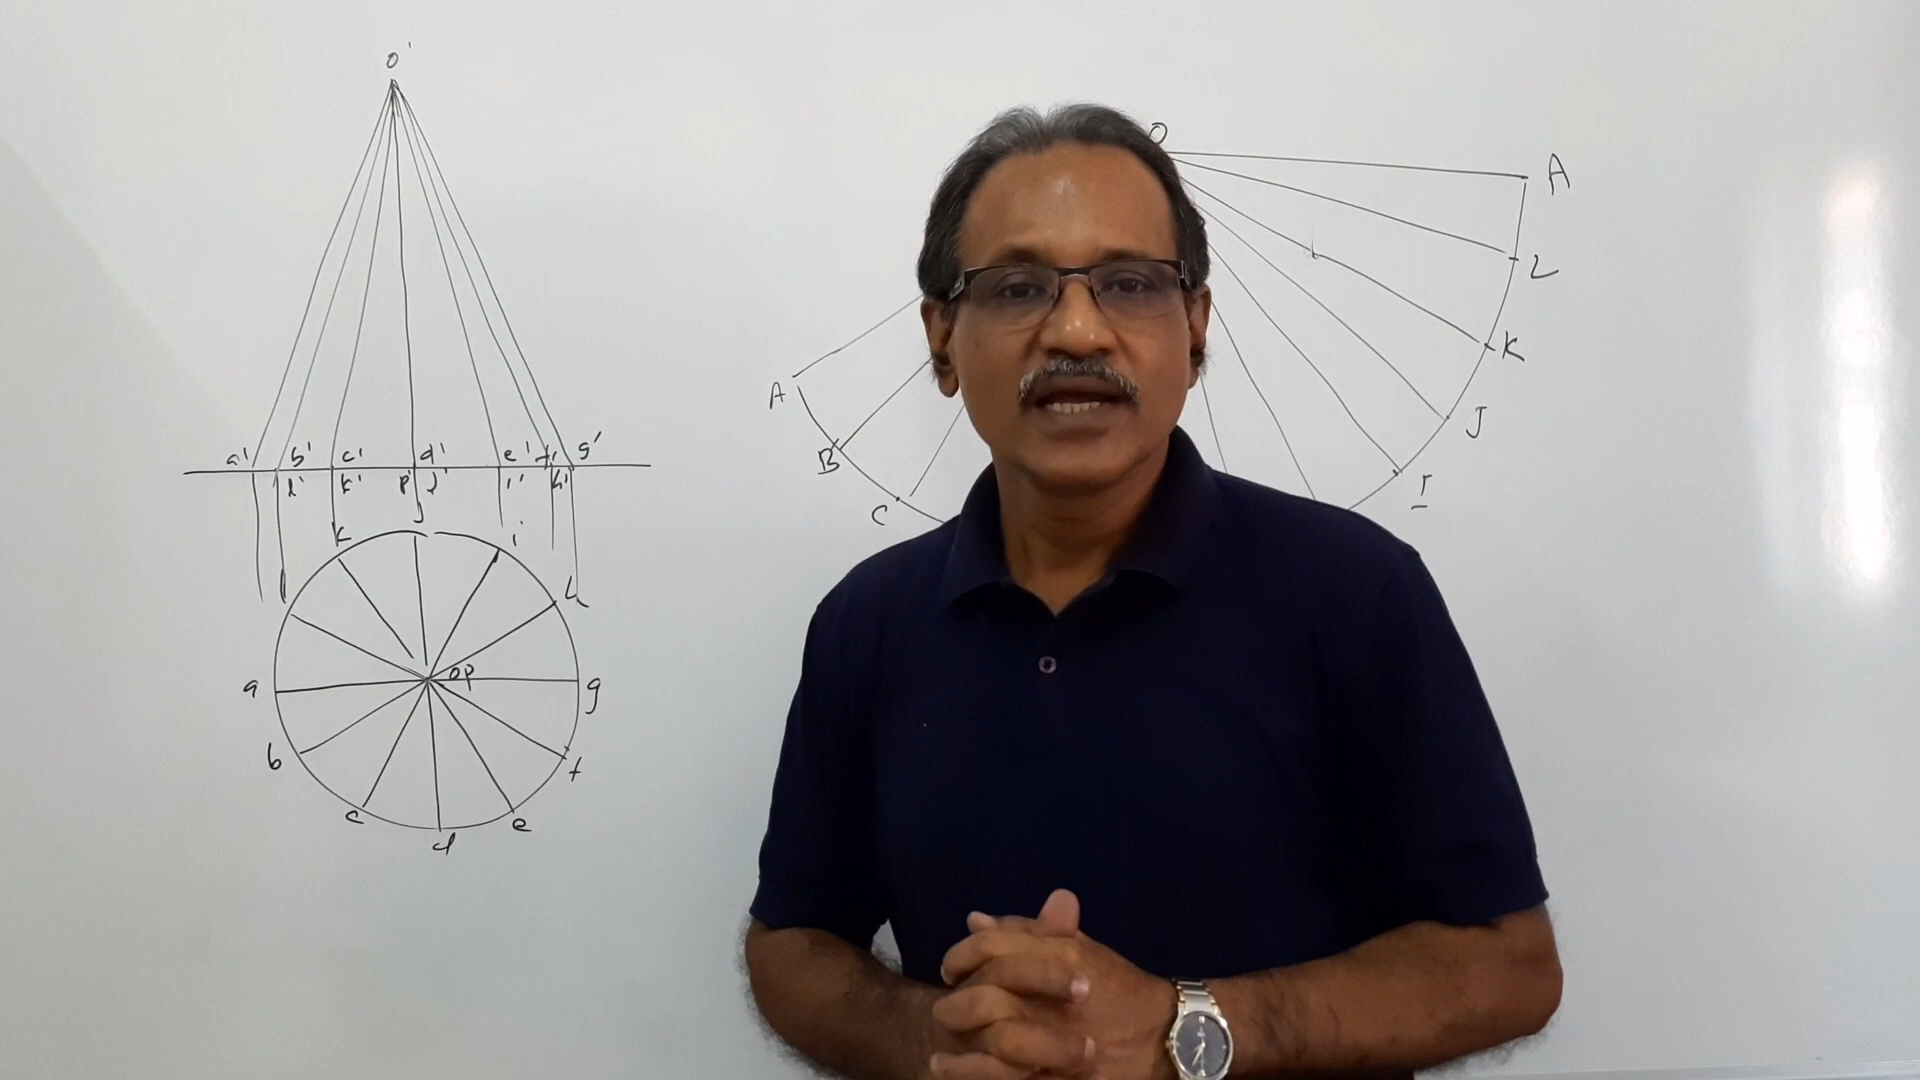 o'
a' b' c' d' e' f' g'
l' k' p' j' i' h'
j
k i
l h
a op g
b f
c e
d
O
A
L
K
A
J
B
I
C